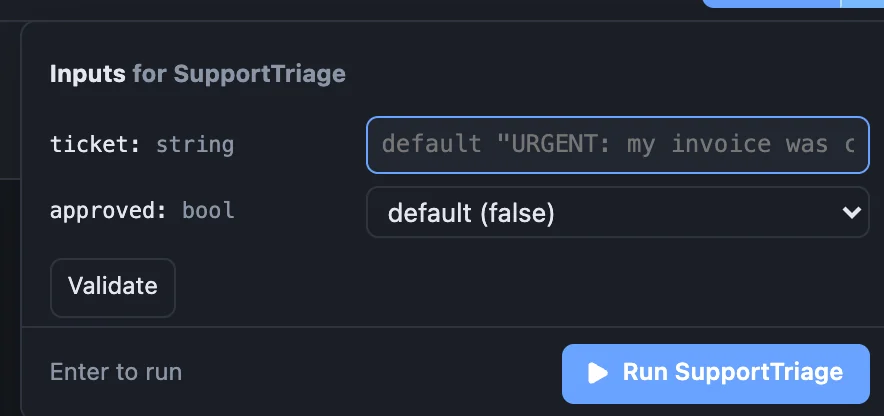 Inputs for SupportTriage
ticket: string
default "URGENT: my invoice was c
approved: bool
default (false)
Validate
Enter to run
Run SupportTriage